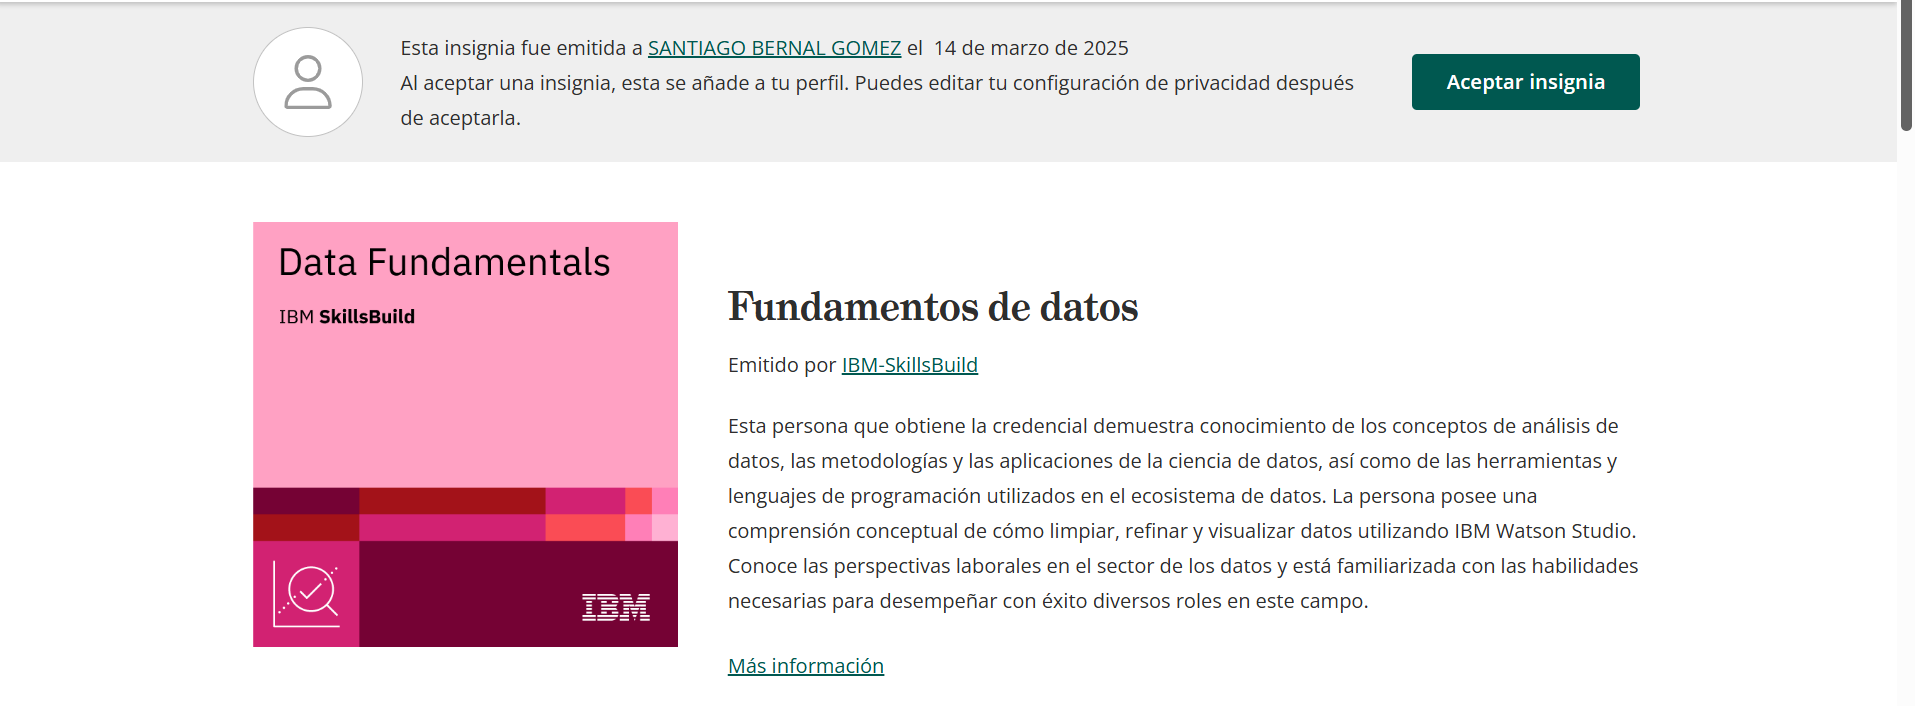 Esta insignia fue emitida a SANTIAGO BERNAL GOMEZ el  14 de marzo de 2025
Al aceptar una insignia, esta se añade a tu perfil. Puedes editar tu configuración de privacidad después
de aceptarla.
Aceptar insignia
Data Fundamentals
IBM SkillsBuild
IBM
Fundamentos de datos
Emitido por IBM-SkillsBuild
Esta persona que obtiene la credencial demuestra conocimiento de los conceptos de análisis de
datos, las metodologías y las aplicaciones de la ciencia de datos, así como de las herramientas y
lenguajes de programación utilizados en el ecosistema de datos. La persona posee una
comprensión conceptual de cómo limpiar, refinar y visualizar datos utilizando IBM Watson Studio.
Conoce las perspectivas laborales en el sector de los datos y está familiarizada con las habilidades
necesarias para desempeñar con éxito diversos roles en este campo.
Más información